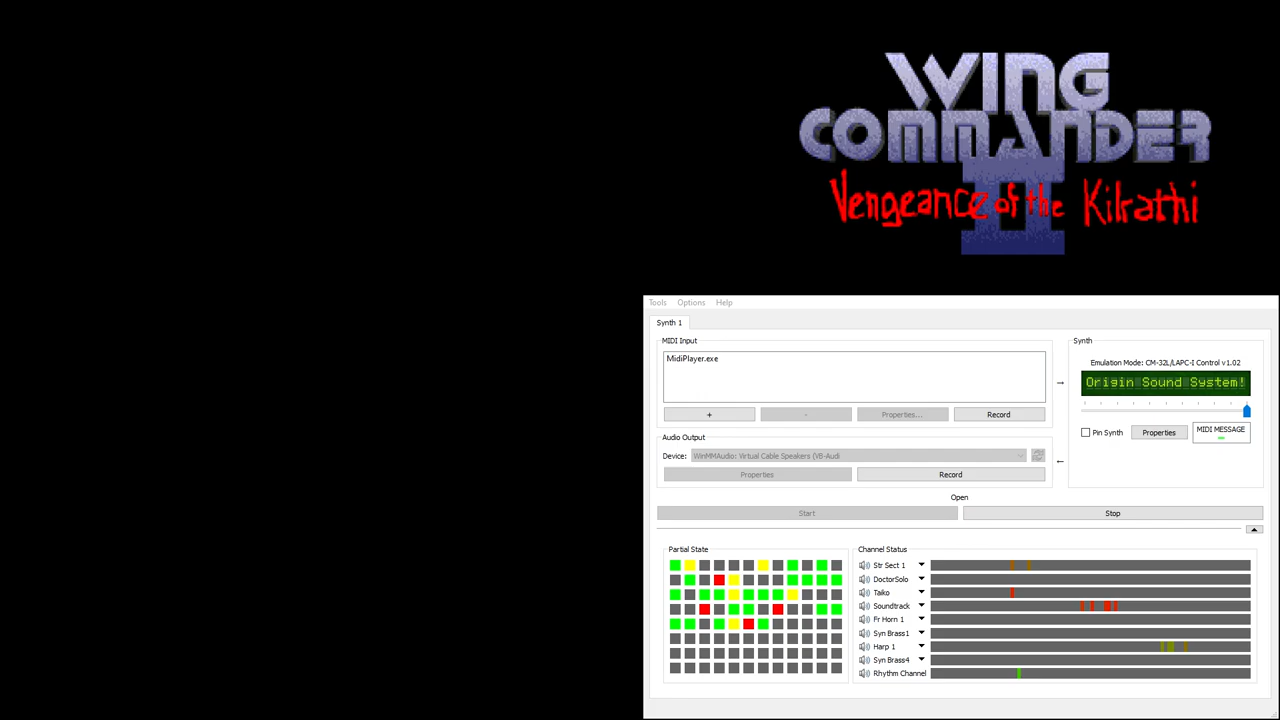 WING
COMMANDER
II
Vengeance of the Kilrathi
Tools Options Help
Synth 1
MIDI Input
MidiPlayer.exe
+ - Properties... Record
Audio Output
Device: WinMMAudio: Virtual Cable Speakers (VB-Audi
Properties Record
Synth
Emulation Mode: CM-32L/LAPC-I Control v1.02
Origin Sound System!
Pin Synth Properties MIDI MESSAGE
Open
Start Stop
Partial State
Channel Status
Str Sect 1
DoctorSolo
Taiko
Soundtrack
Fr Horn 1
Syn Brass1
Harp 1
Syn Brass4
Rhythm Channel